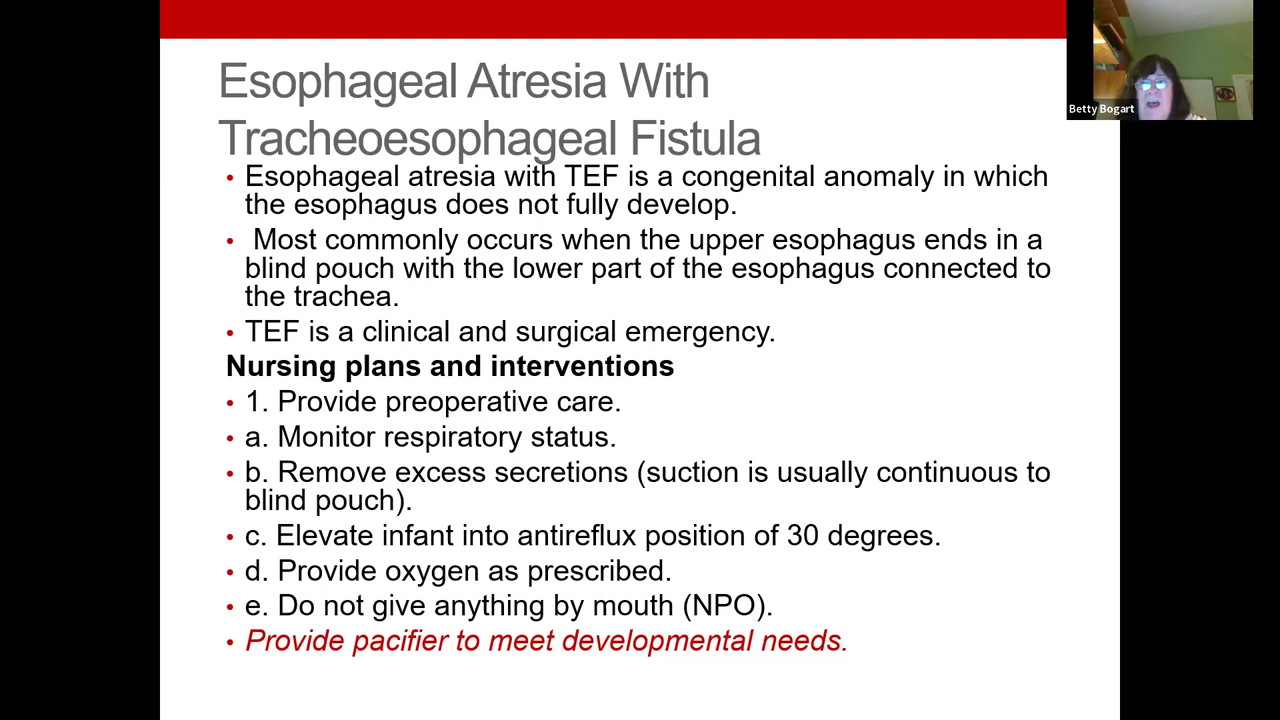 Esophageal Atresia With
Tracheoesophageal Fistula
• Esophageal atresia with TEF is a congenital anomaly in which
the esophagus does not fully develop.
• Most commonly occurs when the upper esophagus ends in a
blind pouch with the lower part of the esophagus connected to
the trachea.
• TEF is a clinical and surgical emergency.
Nursing plans and interventions
• 1. Provide preoperative care.
• a. Monitor respiratory status.
• b. Remove excess secretions (suction is usually continuous to
blind pouch).
• c. Elevate infant into antireflux position of 30 degrees.
• d. Provide oxygen as prescribed.
• e. Do not give anything by mouth (NPO).
• Provide pacifier to meet developmental needs.
Betty Bogart